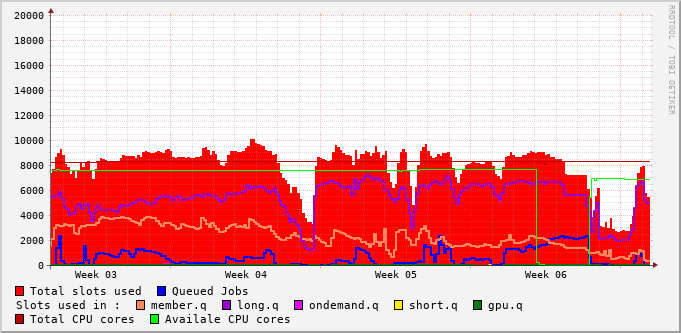 20000
18000
16000
14000
12000
10000
8000
6000
4000
2000
0
Week 03 Week 04 Week 05 Week 06
RRDTOOL / TOBI OETIKER
Total slots used Queued Jobs
Slots used in : member.q long.q ondemand.q short.q gpu.q
Total CPU cores Availale CPU cores